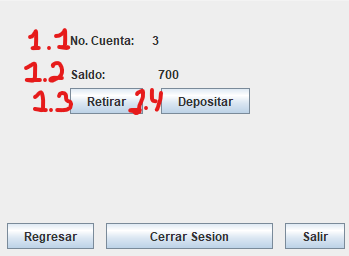 1.1 No. Cuenta: 3
1.2 Saldo: 700
1.3 Retirar 1.4 Depositar
Regresar Cerrar Sesion Salir